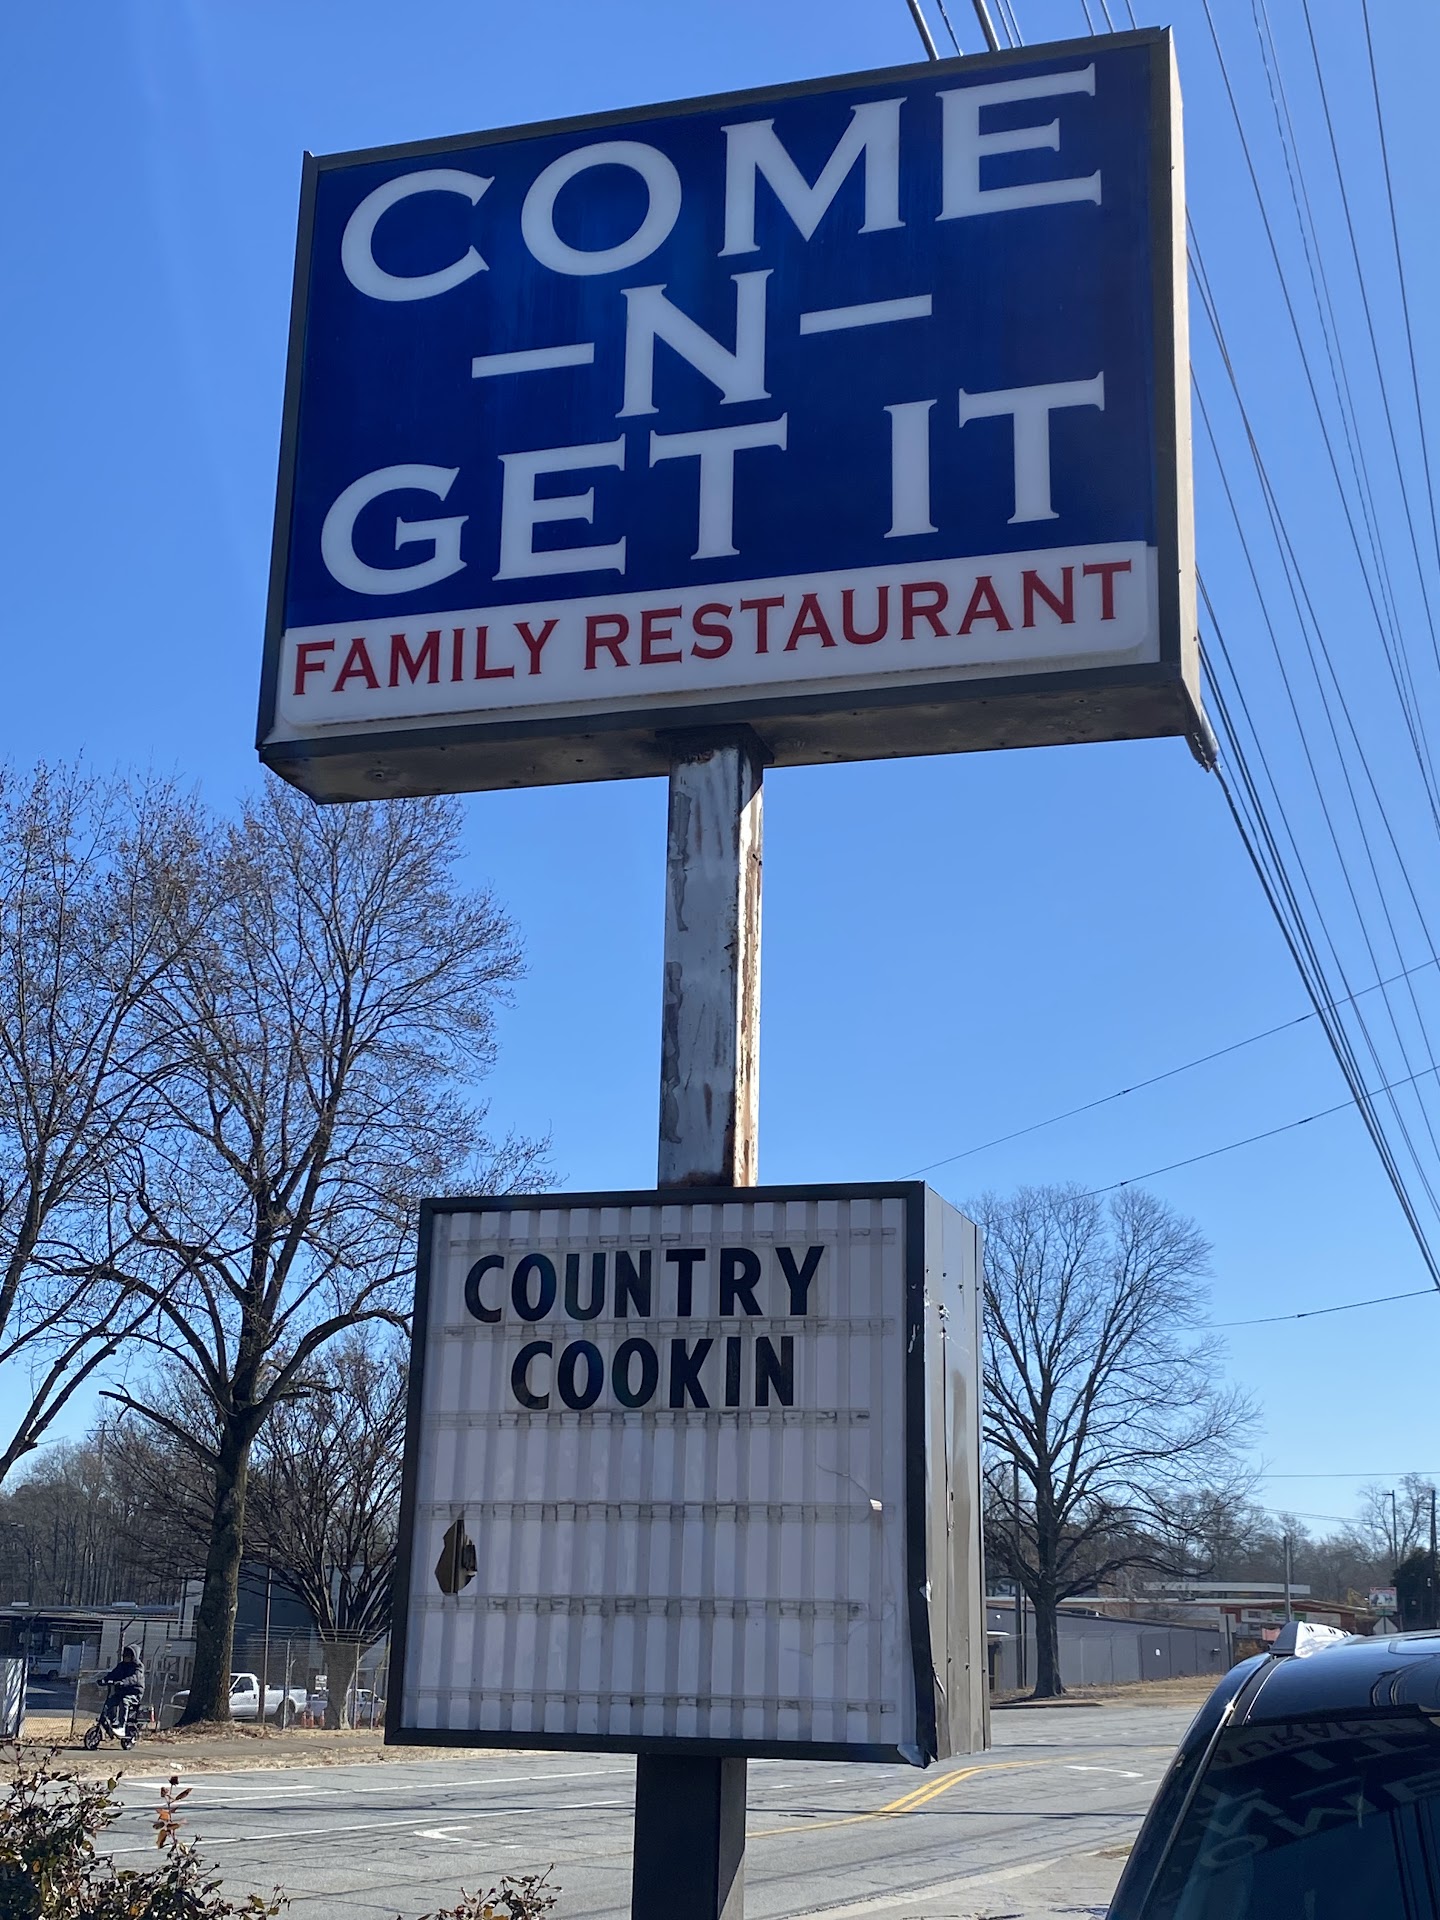 COME
-N-
GET IT
FAMILY RESTAURANT
COUNTRY
COOKIN